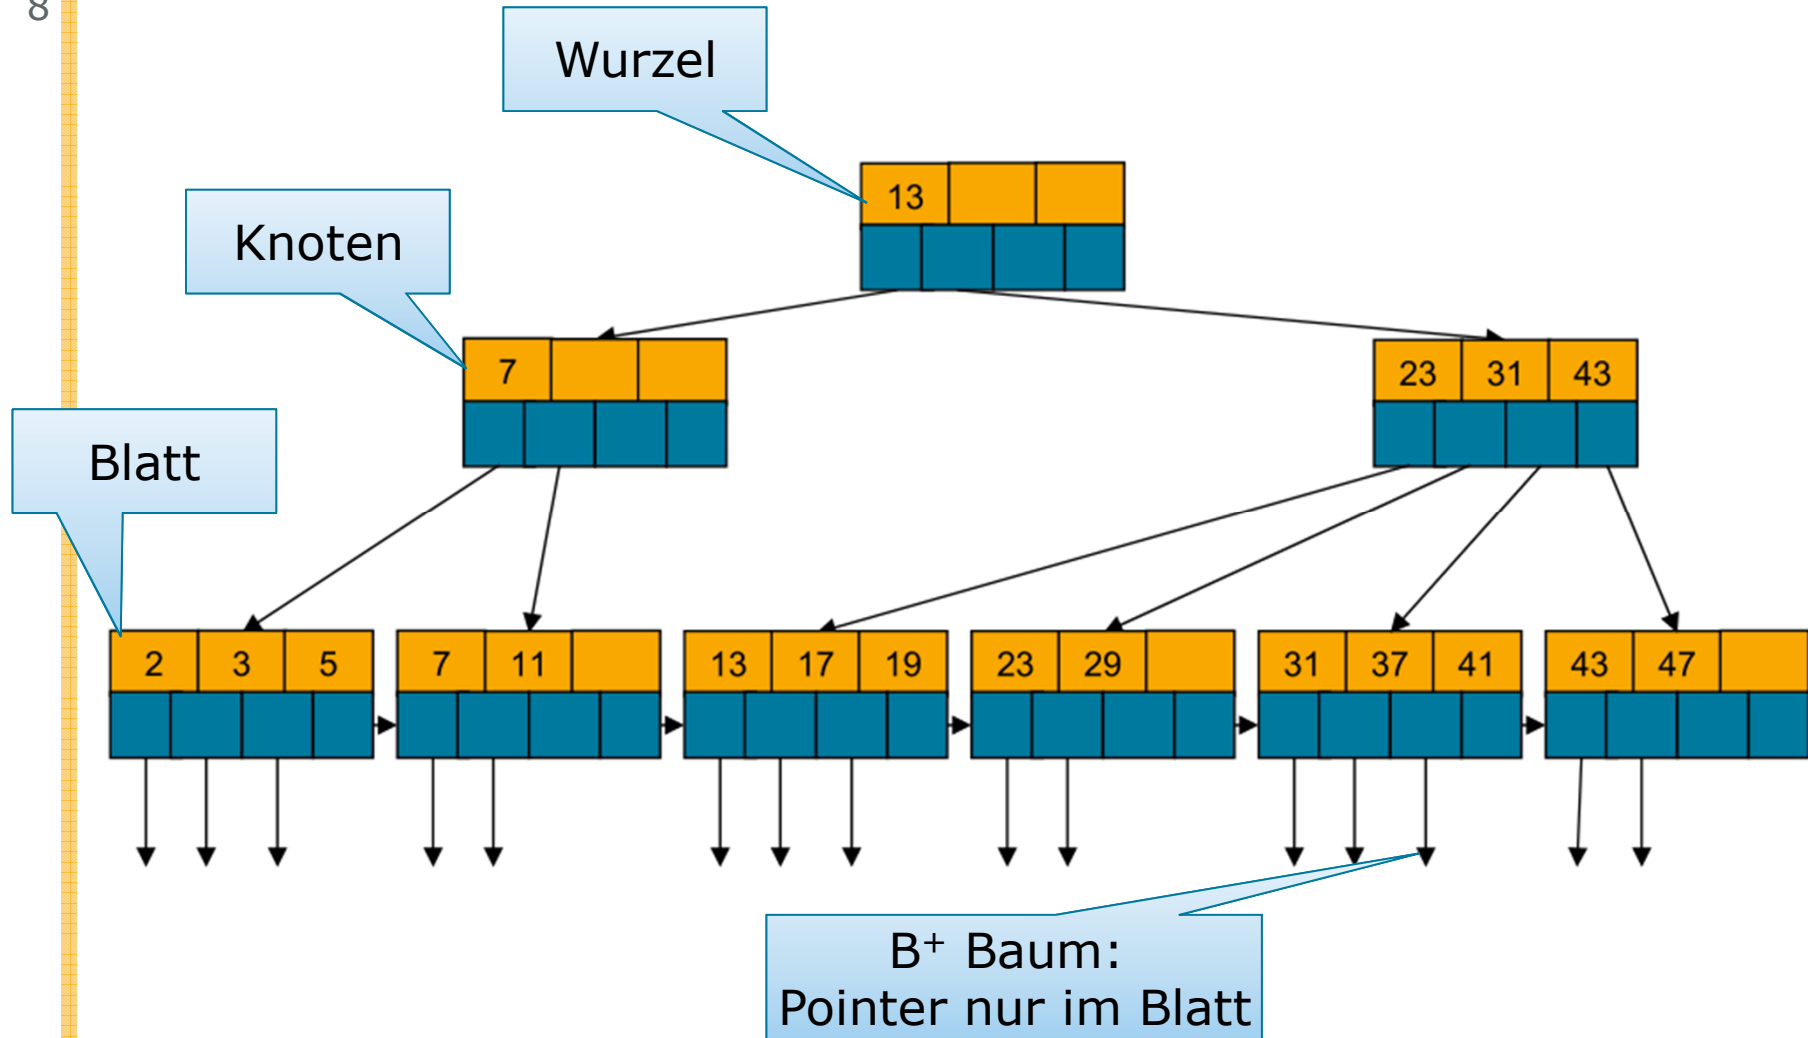 8
Wurzel
13
Knoten
7
23 31 43
Blatt
2 3 5
7 11
13 17 19
23 29
31 37 41
43 47
B⁺ Baum:
Pointer nur im Blatt